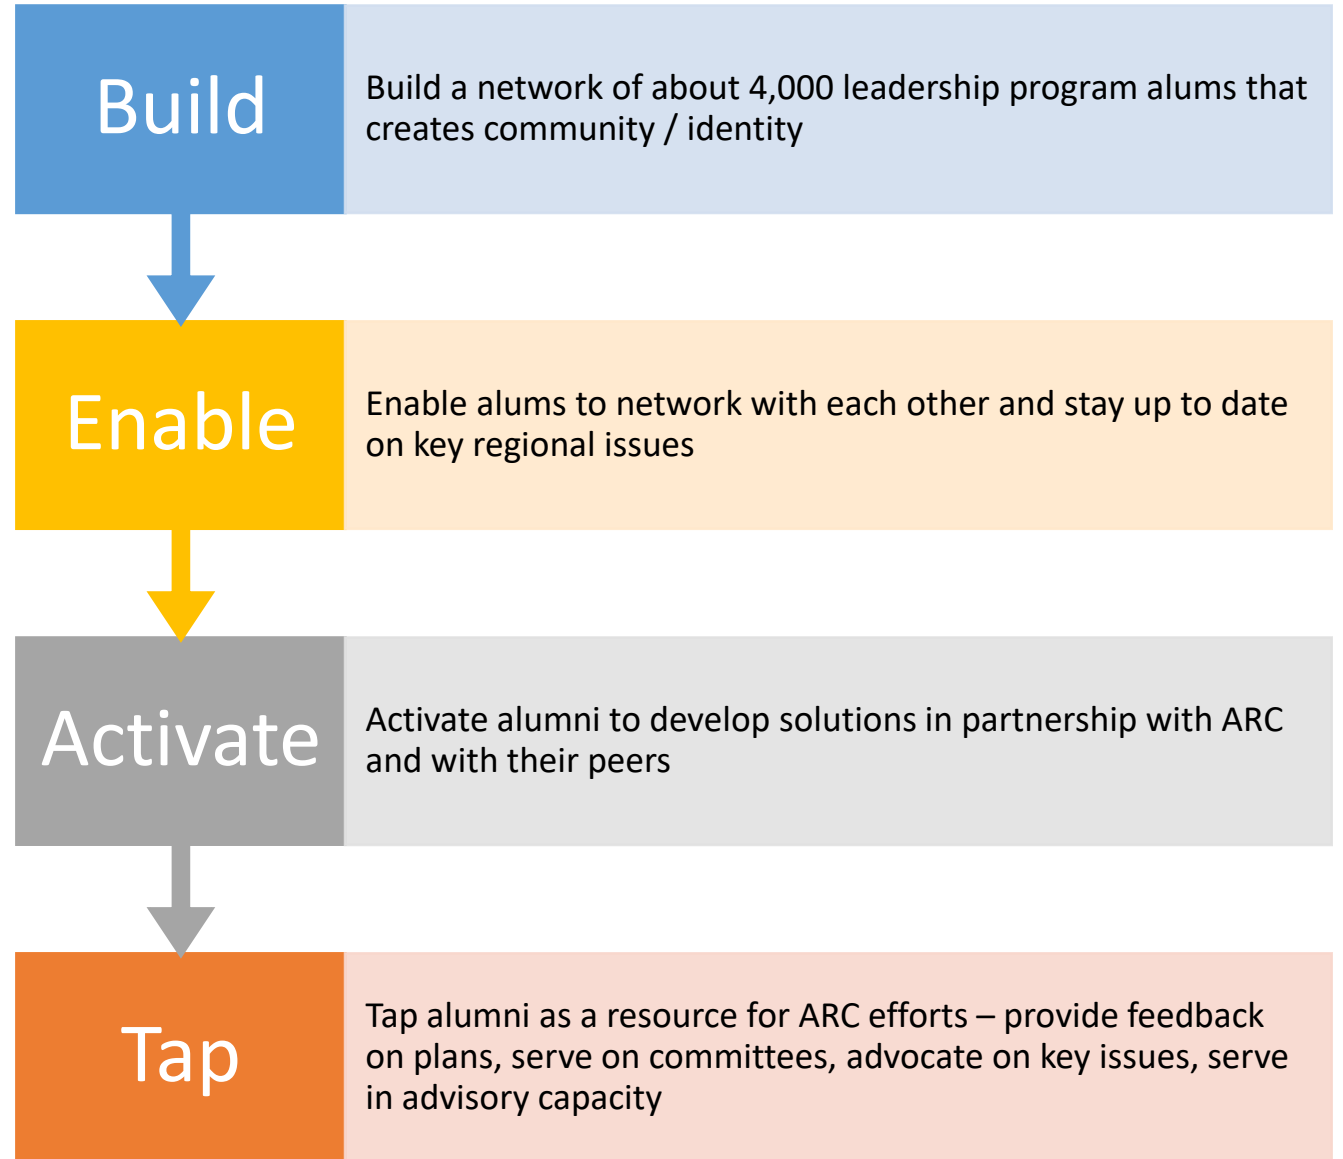 Build
Build a network of about 4,000 leadership program alums that
creates community / identity
Enable
Enable alums to network with each other and stay up to date
on key regional issues
Activate
Activate alumni to develop solutions in partnership with ARC
and with their peers
Tap
Tap alumni as a resource for ARC efforts – provide feedback
on plans, serve on committees, advocate on key issues, serve
in advisory capacity